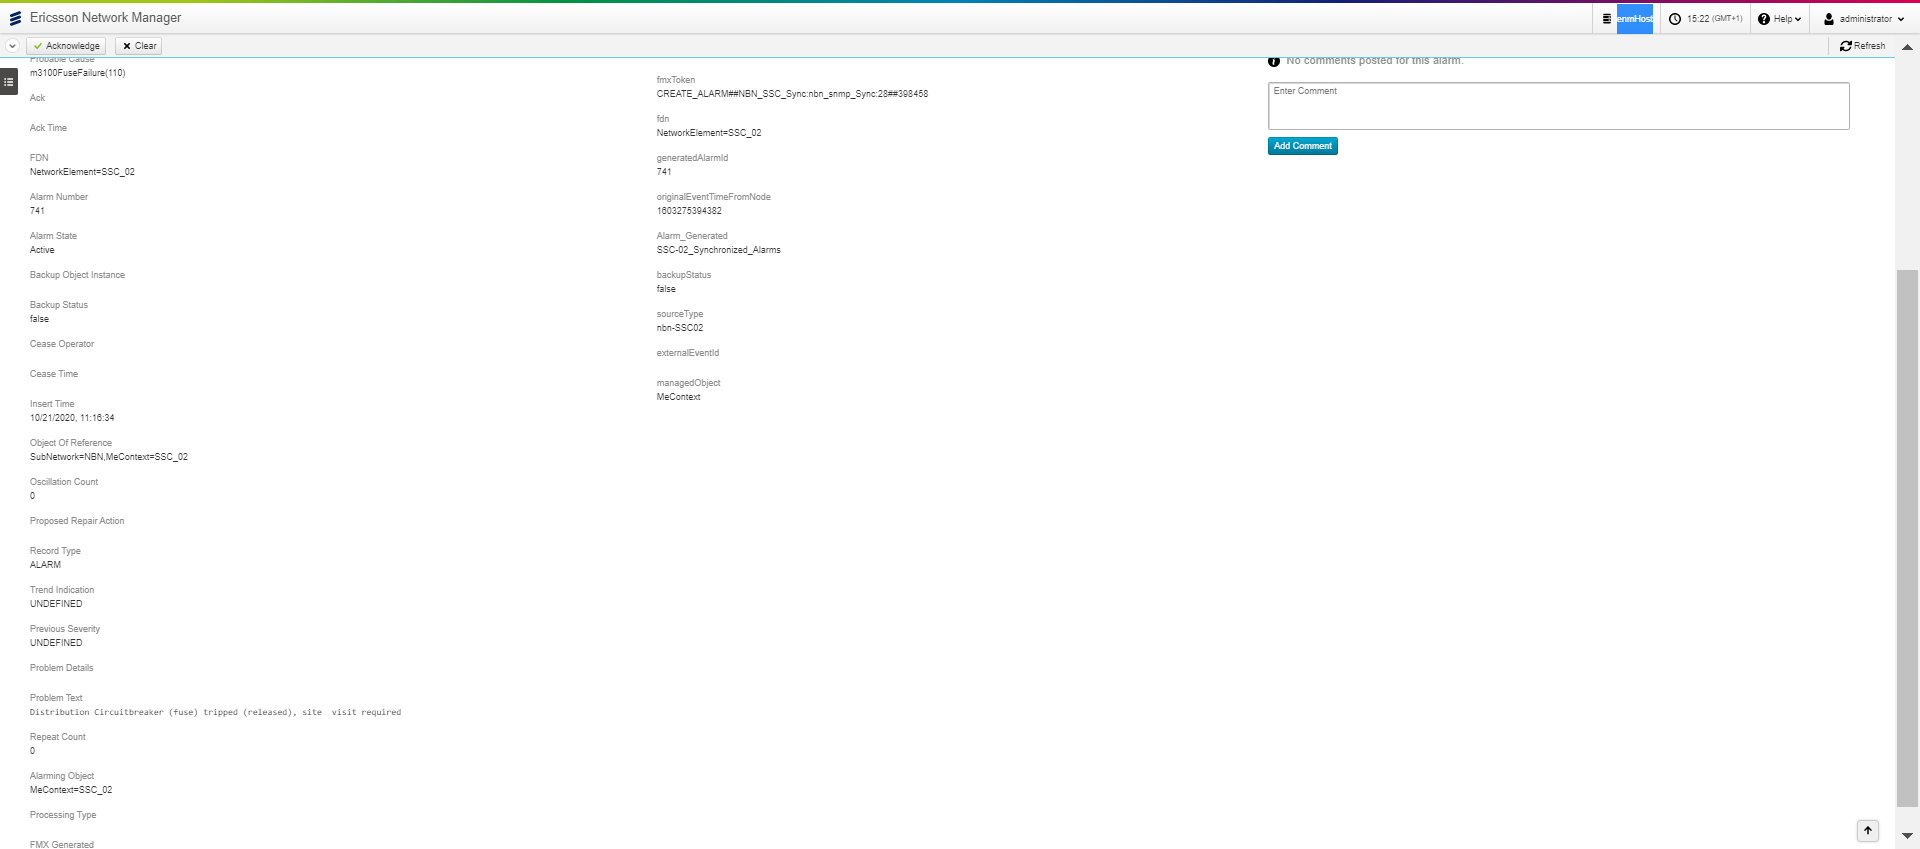 Ericsson Network Manager
enmHost
15:22 (GMT+1)
Help
administrator
Acknowledge
Clear
Refresh
Probable Cause
m3100FuseFailure(110)
Ack
Ack Time
FDN
NetworkElement=SSC_02
Alarm Number
741
Alarm State
Active
Backup Object Instance
Backup Status
false
Cease Operator
Cease Time
Insert Time
10/21/2020, 11:16:34
Object Of Reference
SubNetwork=NBN,MeContext=SSC_02
Oscillation Count
0
Proposed Repair Action
Record Type
ALARM
Trend Indication
UNDEFINED
Previous Severity
UNDEFINED
Problem Details
Problem Text
Distribution Circuitbreaker (fuse) tripped (released), site  visit required
Repeat Count
0
Alarming Object
MeContext=SSC_02
Processing Type
FMX Generated
fmxToken
CREATE_ALARM##NBN_SSC_Sync:nbn_snmp_Sync:28##398458
fdn
NetworkElement=SSC_02
generatedAlarmId
741
originalEventTimeFromNode
1603275394382
Alarm_Generated
SSC-02_Synchronized_Alarms
backupStatus
false
sourceType
nbn-SSC02
externalEventId
managedObject
MeContext
No comments posted for this alarm.
Enter Comment
Add Comment